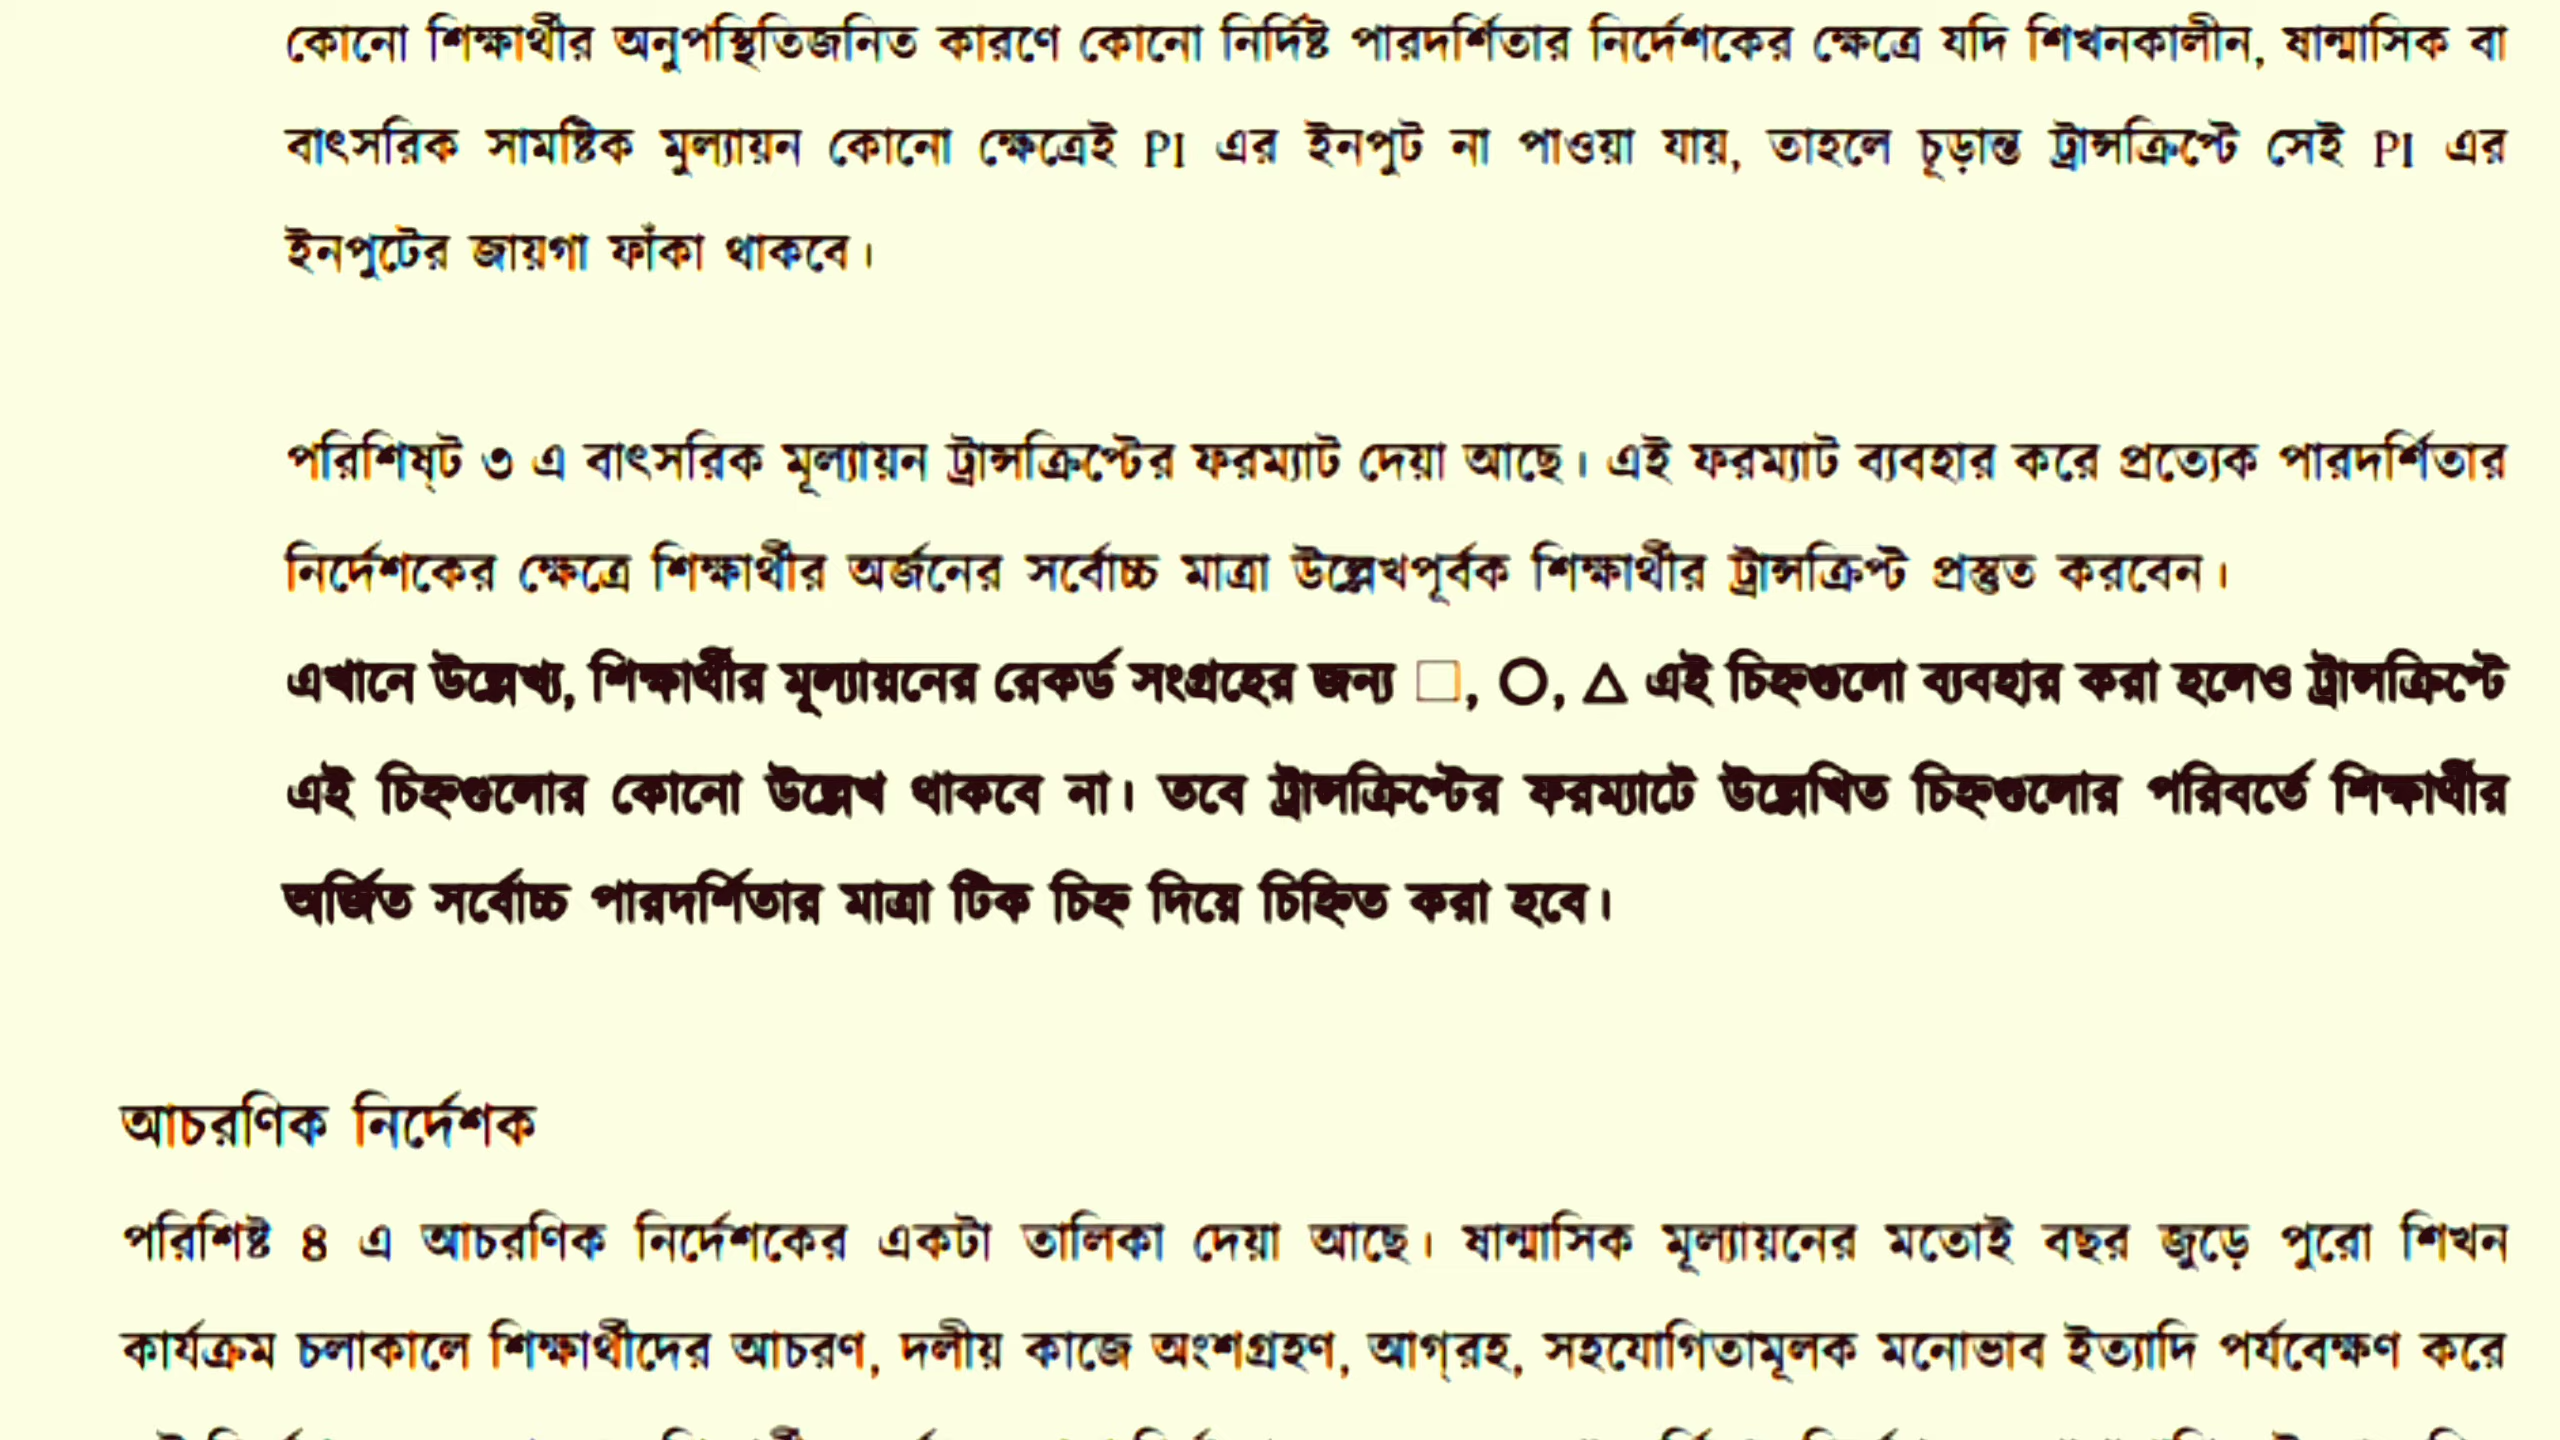 কোনো শিক্ষার্থীর অনুপস্থিতিজনিত কারণে কোনো নির্দিষ্ট পারদর্শিতার নির্দেশকের ক্ষেত্রে যদি শিখনকালীন, ষান্মাসিক বা
বাৎসরিক সামষ্টিক মুল্যায়ন কোনো ক্ষেত্রেই PI এর ইনপুট না পাওয়া যায়, তাহলে চূড়ান্ত ট্রান্সক্রিপ্টে সেই PI এর
ইনপুটের জায়গা ফাঁকা থাকবে।
পরিশিষ্‌ট ৩ এ বাৎসরিক মূল্যায়ন ট্রান্সক্রিপ্টের ফরম্যাট দেয়া আছে। এই ফরম্যাট ব্যবহার করে প্রত্যেক পারদর্শিতার
নির্দেশকের ক্ষেত্রে শিক্ষার্থীর অর্জনের সর্বোচ্চ মাত্রা উল্লেখপূর্বক শিক্ষার্থীর ট্রান্সক্রিপ্ট প্রস্তুত করবেন।
এখানে উল্লেখ্য, শিক্ষার্থীর মূল্যায়নের রেকর্ড সংগ্রহের জন্য □, ○, △ এই চিহ্নগুলো ব্যবহার করা হলেও ট্রান্সক্রিপ্টে
এই চিহ্নগুলোর কোনো উল্লেখ থাকবে না। তবে ট্রান্সক্রিপ্টের ফরম্যাটে উল্লেখিত চিহ্নগুলোর পরিবর্তে শিক্ষার্থীর
অর্জিত সর্বোচ্চ পারদর্শিতার মাত্রা টিক চিহ্ন দিয়ে চিহ্নিত করা হবে।
আচরণিক নির্দেশক
পরিশিষ্ট ৪ এ আচরণিক নির্দেশকের একটা তালিকা দেয়া আছে। ষান্মাসিক মূল্যায়নের মতোই বছর জুড়ে পুরো শিখন
কার্যক্রম চলাকালে শিক্ষার্থীদের আচরণ, দলীয় কাজে অংশগ্রহণ, আগ্‌রহ, সহযোগিতামূলক মনোভাব ইত্যাদি পর্যবেক্ষণ করে